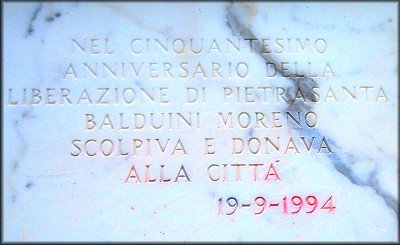 NEL CINQUANTESIMO
ANNIVERSARIO DELLA
LIBERAZIONE DI PIETRASANTA
BALDUINI MORENO
SCOLPIVA E DONAVA
ALLA CITTÀ
19-9-1994